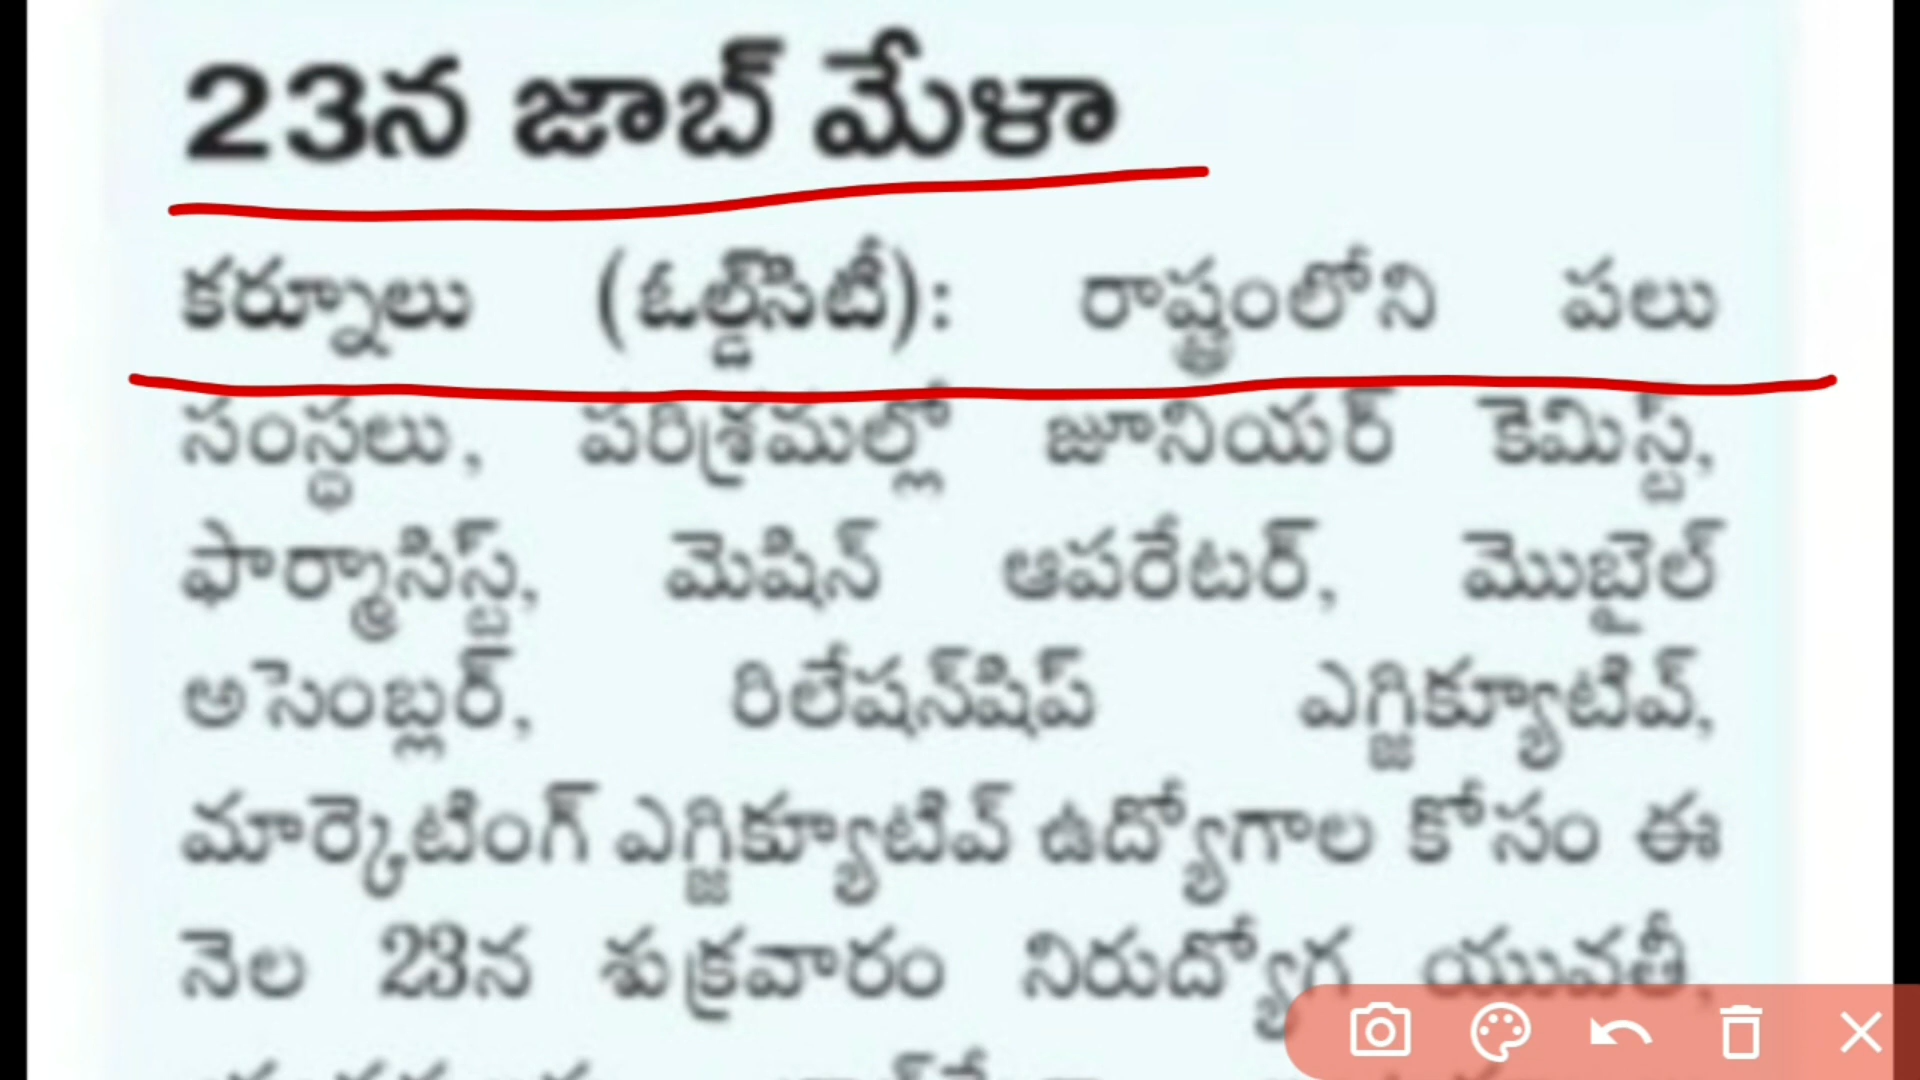 23న జాబ్ మేళా
కర్నూలు (ఓల్డ్‌సిటీ): రాష్ట్రంలోని పలు
సంస్థలు, పరిశ్రమల్లో జూనియర్ కెమిస్ట్,
ఫార్మాసిస్ట్, మెషిన్ ఆపరేటర్, మొబైల్
అసెంబ్లర్, రిలేషన్‌షిప్ ఎగ్జిక్యూటివ్,
మార్కెటింగ్ ఎగ్జిక్యూటివ్ ఉద్యోగాల కోసం ఈ
నెల 23న శుక్రవారం నిరుద్యోగ యువతీ,